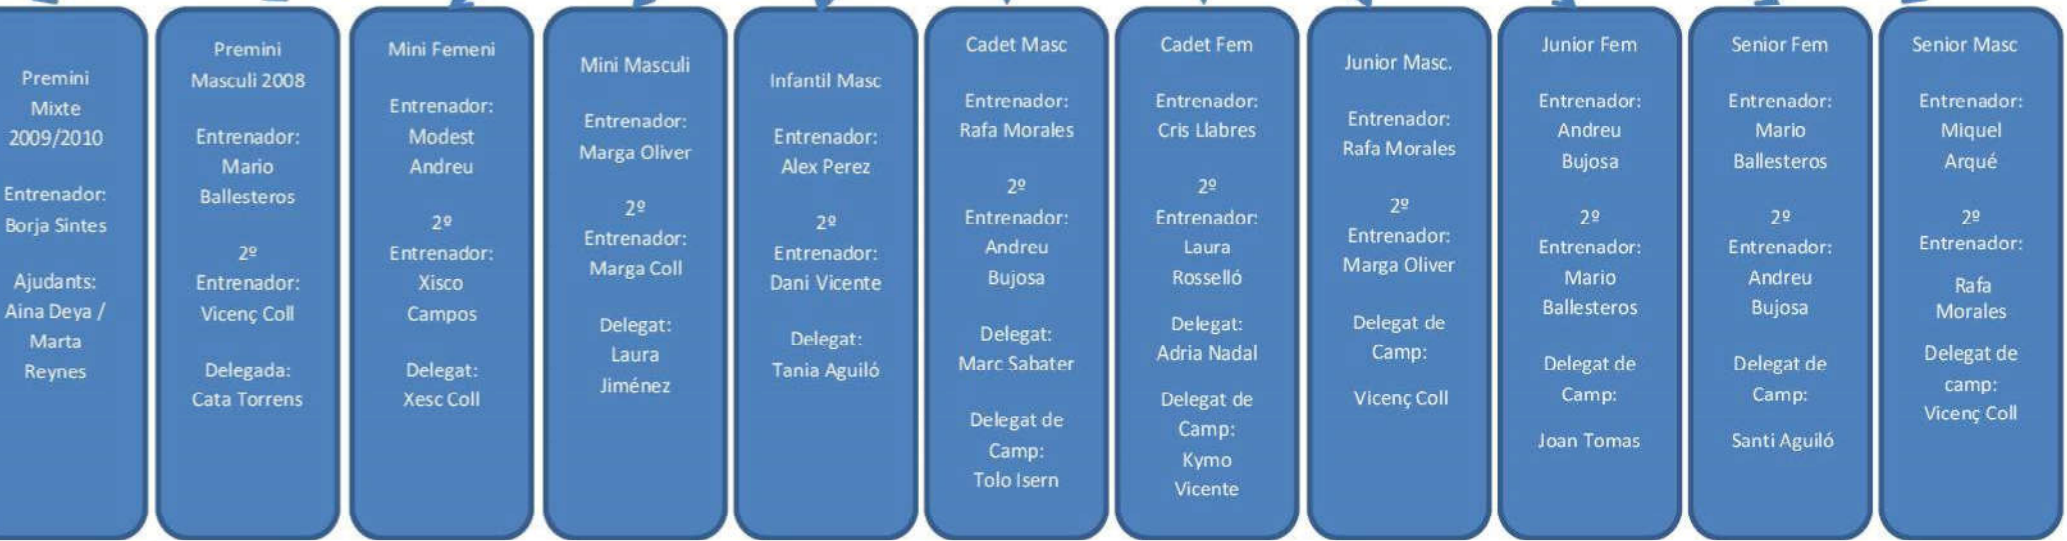 Premini
Mixte
2009/2010
Entrenador:
Borja Sintes
Ajudants:
Aina Deya /
Marta
Reynes
Premini
Masculi 2008
Entrenador:
Mario
Ballesteros
2º
Entrenador:
Vicenç Coll
Delegada:
Cata Torrens
Mini Femeni
Entrenador:
Modest
Andreu
2º
Entrenador:
Xisco
Campos
Delegat:
Xesc Coll
Mini Masculi
Entrenador:
Marga Oliver
2º
Entrenador:
Marga Coll
Delegat:
Laura
Jiménez
Infantil Masc
Entrenador:
Alex Perez
2º
Entrenador:
Dani Vicente
Delegat:
Tania Aguiló
Cadet Masc
Entrenador:
Rafa Morales
2º
Entrenador:
Andreu
Bujosa
Delegat:
Marc Sabater
Delegat de
Camp:
Tolo Isern
Cadet Fem
Entrenador:
Cris Llabres
2º
Entrenador:
Laura
Rosselló
Delegat:
Adria Nadal
Delegat de
Camp:
Kymo
Vicente
Junior Masc.
Entrenador:
Rafa Morales
2º
Entrenador:
Marga Oliver
Delegat de
Camp:
Vicenç Coll
Junior Fem
Entrenador:
Andreu
Bujosa
2º
Entrenador:
Mario
Ballesteros
Delegat de
Camp:
Joan Tomas
Senior Fem
Entrenador:
Mario
Ballesteros
2º
Entrenador:
Andreu
Bujosa
Delegat de
Camp:
Santi Aguiló
Senior Masc
Entrenador:
Miquel
Arqué
2º
Entrenador:
Rafa
Morales
Delegat de
camp:
Vicenç Coll